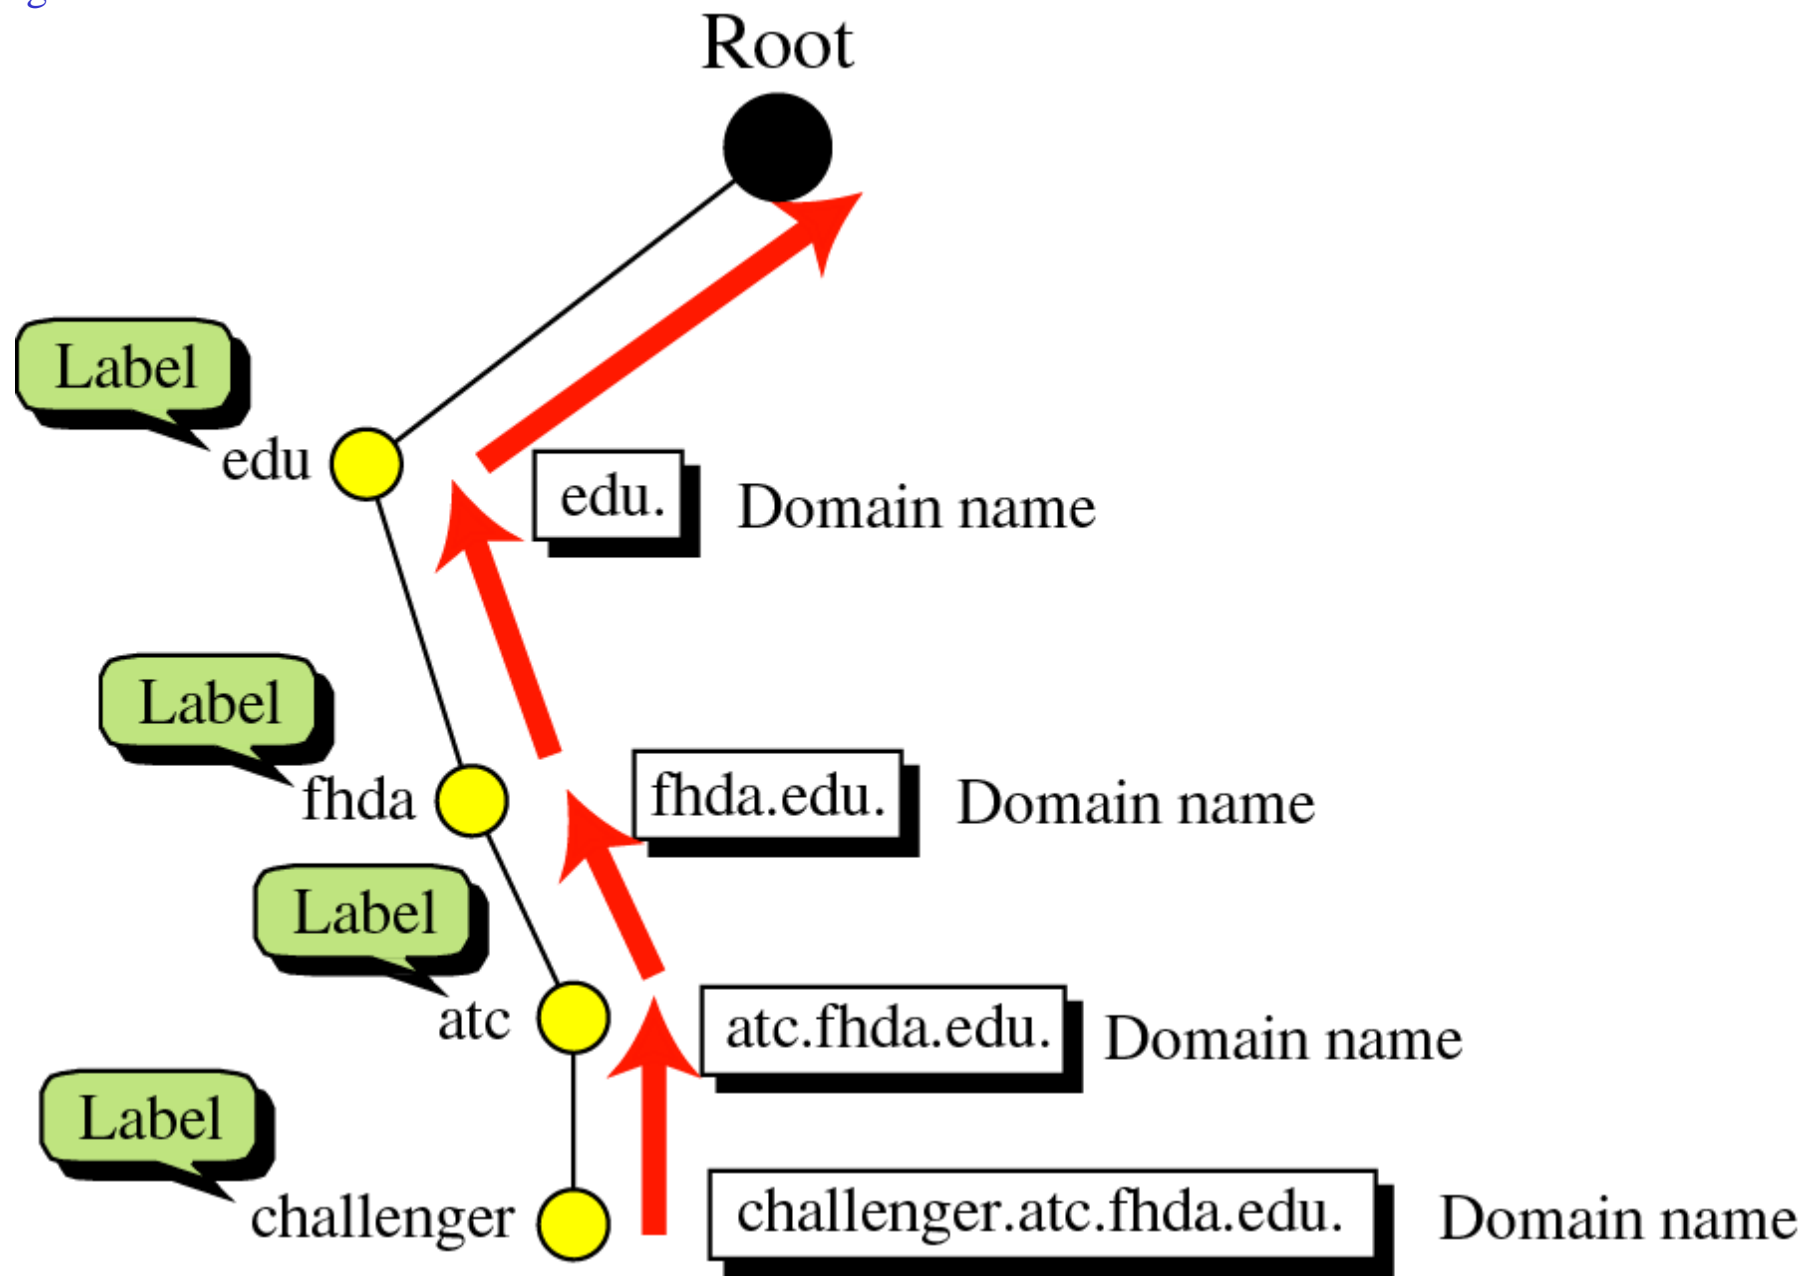 Root
Label
edu
edu.
Domain name
Label
fhda
fhda.edu.
Domain name
Label
atc
atc.fhda.edu.
Domain name
Label
challenger
challenger.atc.fhda.edu.
Domain name